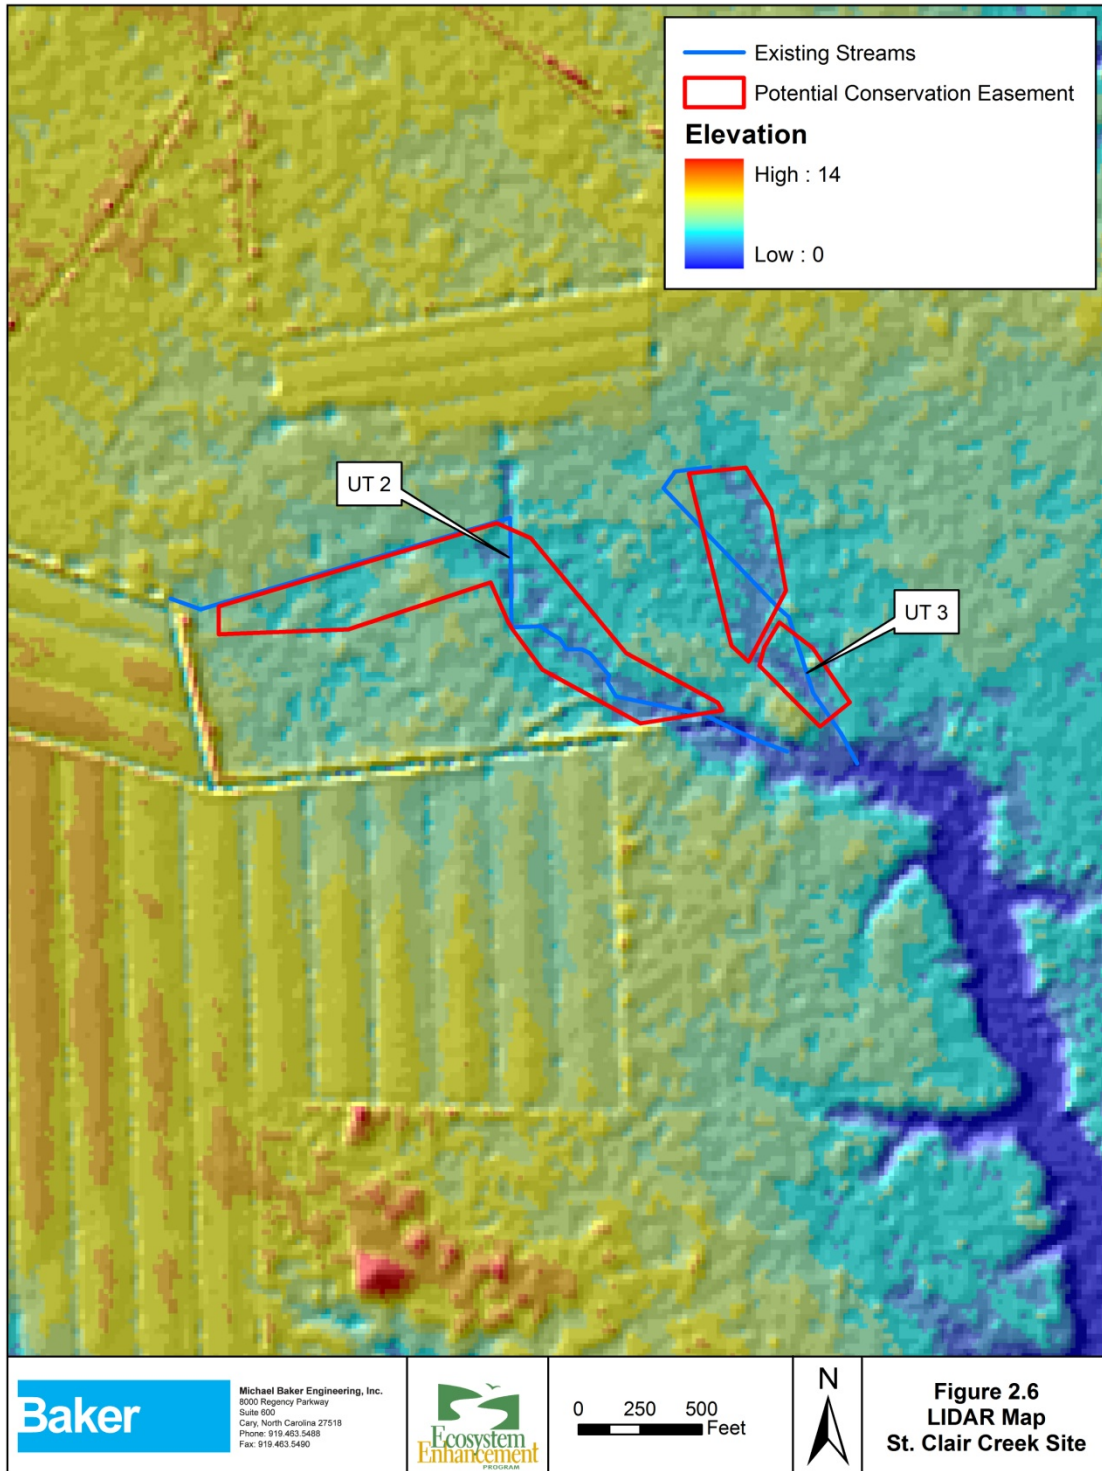 Existing Streams
Potential Conservation Easement
Elevation
High : 14
Low : 0
UT 2
UT 3
Baker
Michael Baker Engineering, Inc.
8000 Regency Parkway
Suite 600
Cary, North Carolina 27518
Phone: 919.463.5488
Fax: 919.463.5490
Ecosystem
Enhancement
PROGRAM
0 250 500
Feet
N
Figure 2.6
LIDAR Map
St. Clair Creek Site